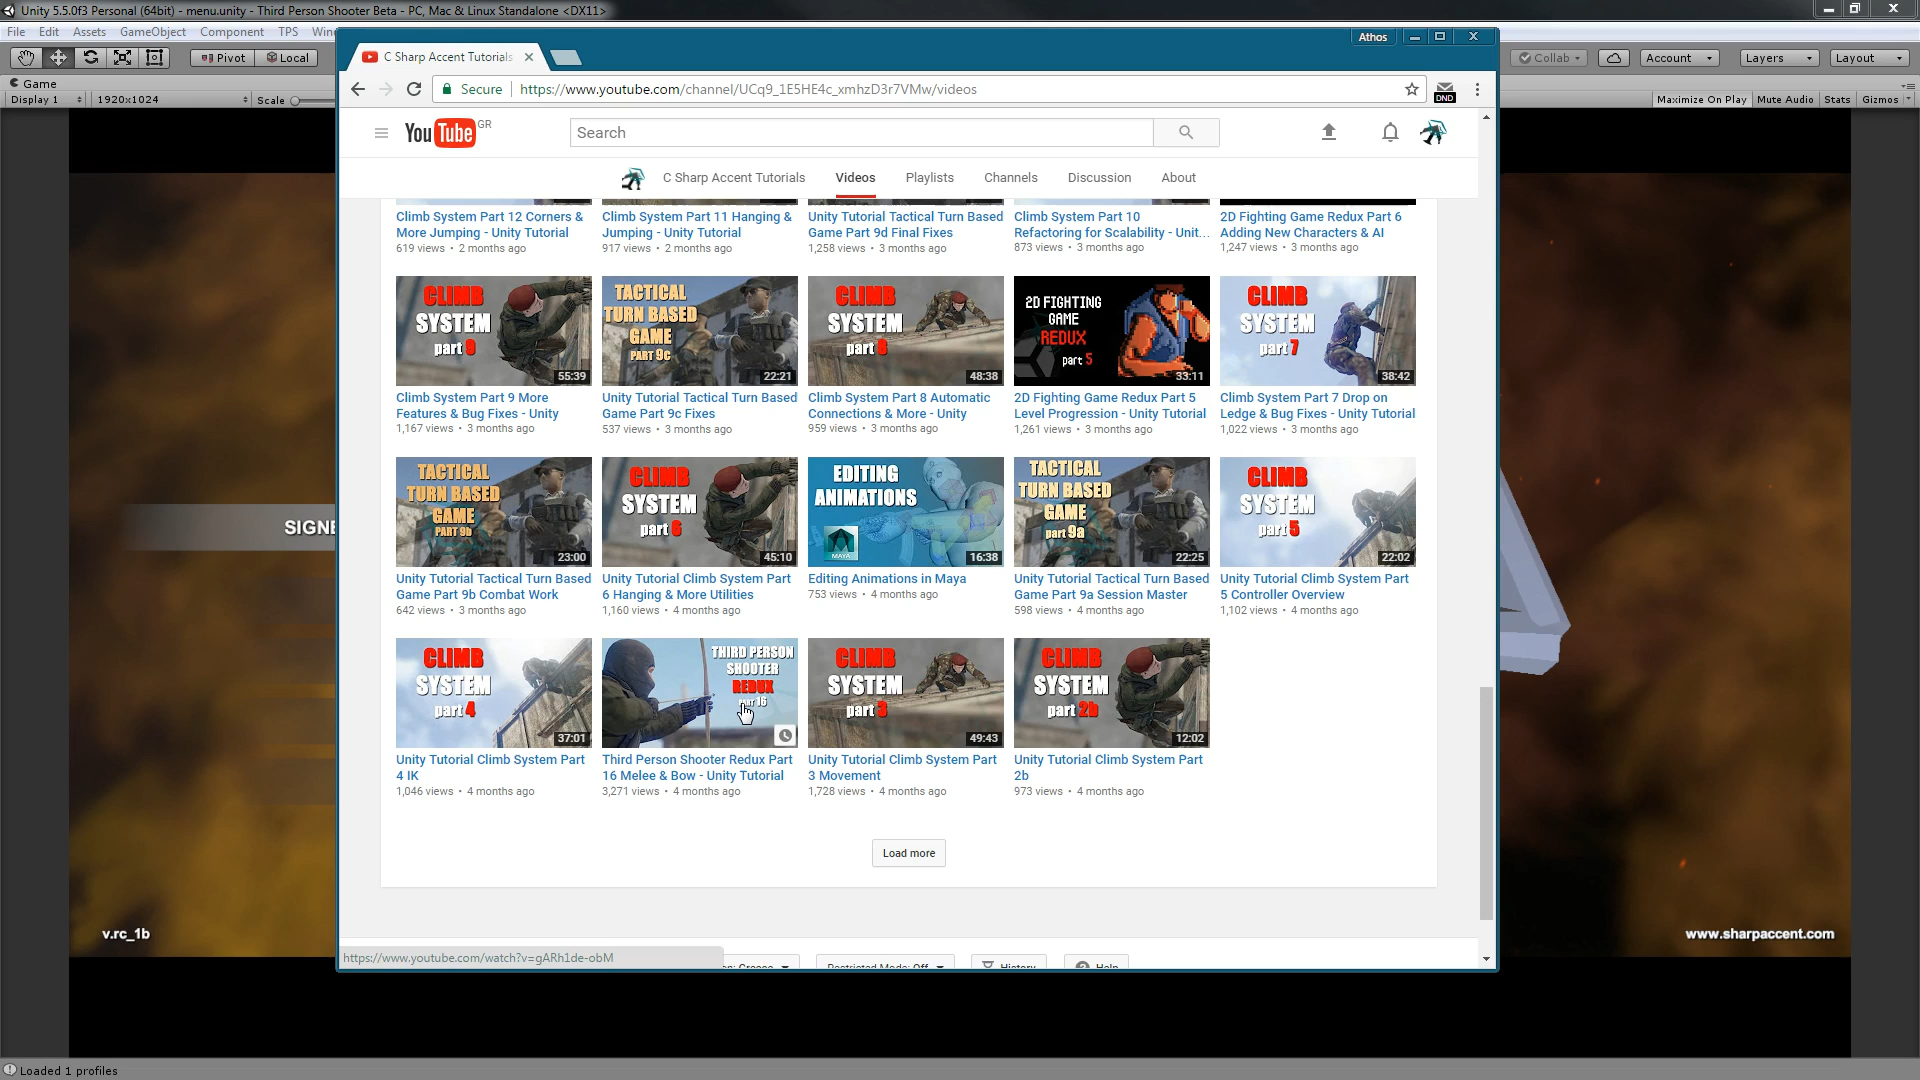 Unity 5.5.0f3 Personal (64bit) - menu.unity - Third Person Shooter Beta - PC, Mac & Linux Standalone <DX11>
File Edit Assets GameObject Component TPS
Pivot Local
Collab Account Layers Layout
Game
Display 1 1920x1024 Scale
Maximize On Play Mute Audio Stats Gizmos
Athos
C Sharp Accent Tutorials
Secure https://www.youtube.com/channel/UCq9_1E5HE4c_xmhzD3r7VMw/videos
DND
YouTube GR
Search
C Sharp Accent Tutorials Videos Playlists Channels Discussion About
Climb System Part 12 Corners & More Jumping - Unity Tutorial
619 views • 2 months ago
Climb System Part 11 Hanging & Jumping - Unity Tutorial
917 views • 2 months ago
Unity Tutorial Tactical Turn Based Game Part 9d Final Fixes
1,258 views • 3 months ago
Climb System Part 10 Refactoring for Scalability - Unit...
873 views • 3 months ago
2D Fighting Game Redux Part 6 Adding New Characters & AI
1,247 views • 3 months ago
CLIMB SYSTEM part 9
55:39
Climb System Part 9 More Features & Bug Fixes - Unity
1,167 views • 3 months ago
TACTICAL TURN BASED GAME PART 9c
22:21
Unity Tutorial Tactical Turn Based Game Part 9c Fixes
537 views • 3 months ago
CLIMB SYSTEM part 8
48:38
Climb System Part 8 Automatic Connections & More - Unity
959 views • 3 months ago
2D FIGHTING GAME REDUX part 5
33:11
2D Fighting Game Redux Part 5 Level Progression - Unity Tutorial
1,261 views • 3 months ago
CLIMB SYSTEM part 7
38:42
Climb System Part 7 Drop on Ledge & Bug Fixes - Unity Tutorial
1,022 views • 3 months ago
TACTICAL TURN BASED GAME PART 9b
23:00
Unity Tutorial Tactical Turn Based Game Part 9b Combat Work
642 views • 3 months ago
CLIMB SYSTEM part 6
45:10
Unity Tutorial Climb System Part 6 Hanging & More Utilities
1,160 views • 4 months ago
EDITING ANIMATIONS
MAYA
16:38
Editing Animations in Maya
753 views • 4 months ago
TACTICAL TURN BASED GAME part 9a
22:25
Unity Tutorial Tactical Turn Based Game Part 9a Session Master
598 views • 4 months ago
CLIMB SYSTEM part 5
22:02
Unity Tutorial Climb System Part 5 Controller Overview
1,102 views • 4 months ago
CLIMB SYSTEM part 4
37:01
Unity Tutorial Climb System Part 4 IK
1,046 views • 4 months ago
THIRD PERSON SHOOTER REDUX part 16
Third Person Shooter Redux Part 16 Melee & Bow - Unity Tutorial
3,271 views • 4 months ago
CLIMB SYSTEM part 3
49:43
Unity Tutorial Climb System Part 3 Movement
1,728 views • 4 months ago
CLIMB SYSTEM part 2b
12:02
Unity Tutorial Climb System Part 2b
973 views • 4 months ago
Load more
SIGNE
v.rc_1b
www.sharpaccent.com
https://www.youtube.com/watch?v=gARh1de-obM
Greece Restricted Mode: Off History Help
Loaded 1 profiles